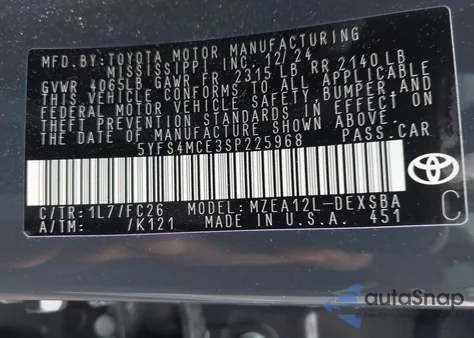 MFD.BY:TOYOTA MOTOR MANUFACTURING
MISSISSIPPI INC. 12/24
GVWR 4065LB GAWR FR 2315 LB RR 2140LB
THIS VEHICLE CONFORMS TO ALL APPLICABLE
FEDERAL MOTOR VEHICLE SAFETY, BUMPER, AND
THEFT PREVENTION STANDARDS IN EFFECT ON
THE DATE OF MANUFACTURE SHOWN ABOVE.
5YFS4MCE3SP225968 PASS.CAR
C/TR:1L7/FC26 MODEL:MZEA12L-DEXSBA
A/TM: /K121 MADE IN U.S.A. 451
C
autoSnap